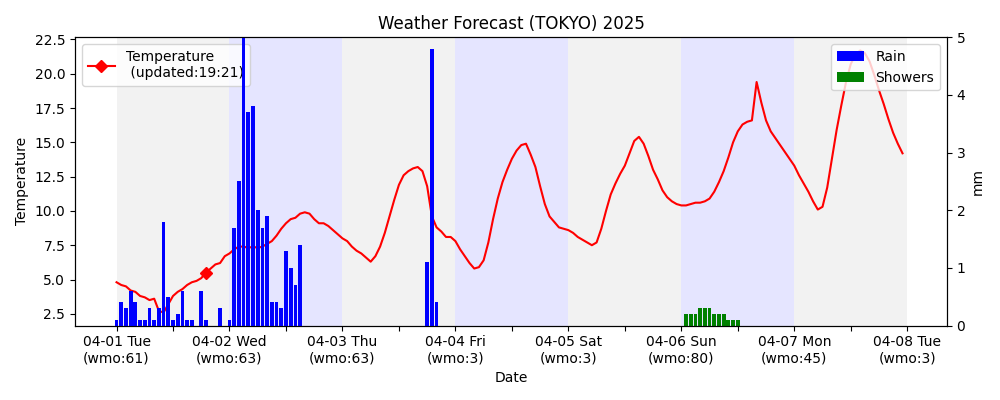 Weather Forecast (TOKYO) 2025
Temperature
(updated:19:21)
Rain
Showers
22.5
20.0
17.5
15.0
12.5
10.0
7.5
5.0
2.5
Temperature
5
4
3
2
1
0
mm
04-01 Tue
(wmo:61)
04-02 Wed
(wmo:63)
04-03 Thu
(wmo:63)
04-04 Fri
(wmo:3)
04-05 Sat
(wmo:3)
04-06 Sun
(wmo:80)
04-07 Mon
(wmo:45)
04-08 Tue
(wmo:3)
Date